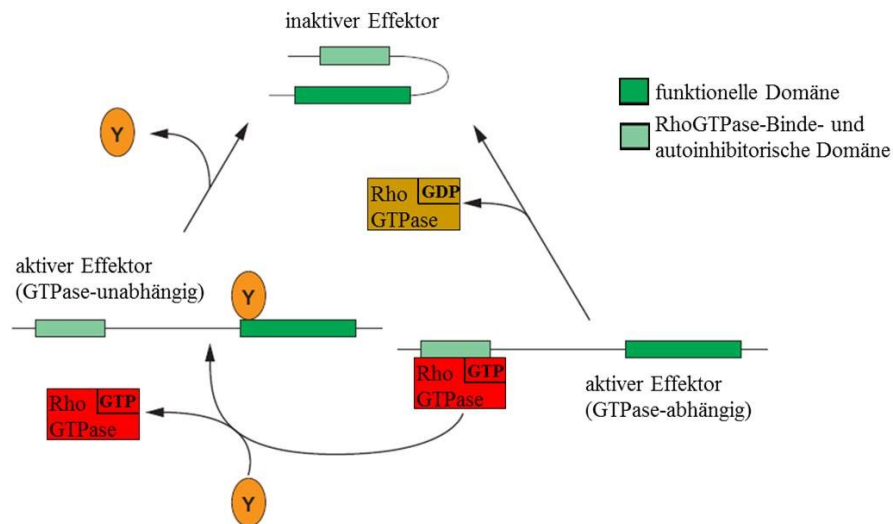 inaktiver Effektor
funktionelle Domäne
RhoGTPase-Binde- und
autoinhibitorische Domäne
Y
Rho GDP
GTPase
aktiver Effektor
(GTPase-unabhängig)
Y
Rho GTP
GTPase
aktiver Effektor
(GTPase-abhängig)
Rho GTP
GTPase
Y